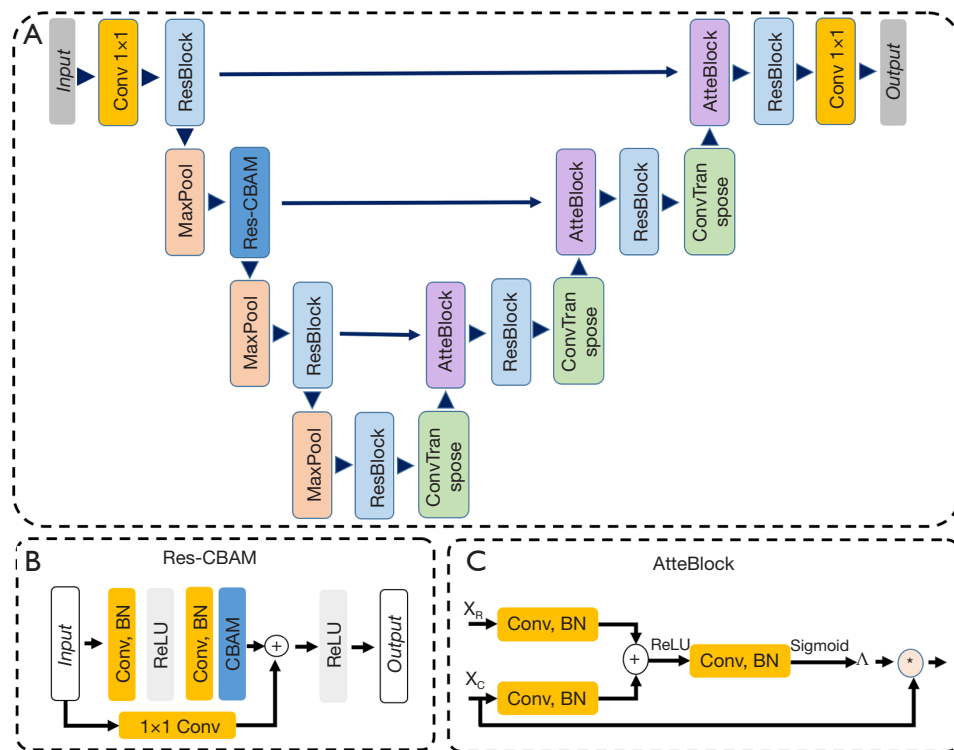 A
Input
Conv 1×1
ResBlock
AtteBlock
ResBlock
Conv 1×1
Output
MaxPool
Res-CBAM
AtteBlock
ResBlock
ConvTran
spose
MaxPool
ResBlock
AtteBlock
ResBlock
ConvTran
spose
MaxPool
ResBlock
ConvTran
spose
B
Res-CBAM
Input
Conv, BN
ReLU
Conv, BN
CBAM
+
ReLU
Output
1×1 Conv
C
AtteBlock
X_R
Conv, BN
+
ReLU
Conv, BN
Sigmoid
Λ
*
X_C
Conv, BN